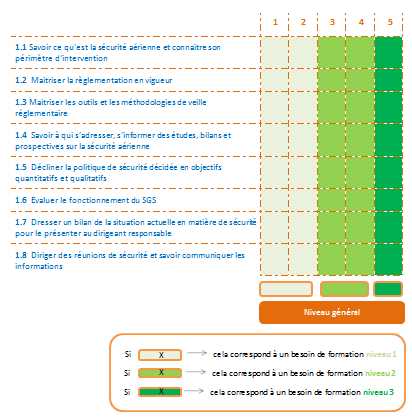 1 2 3 4 5
1.1 Savoir ce qu'est la sécurité aérienne et connaitre son
périmètre d'intervention
1.2 Maitriser la règlementation en vigueur
1.3 Maitriser les outils et les méthodologies de veille
réglementaire
1.4 Savoir à qui s'adresser, s'informer des études, bilans et
prospectives sur la sécurité aérienne
1.5 Décliner la politique de sécurité décidée en objectifs
quantitatifs et qualitatifs
1.6 Evaluer le fonctionnement du SGS
1.7 Dresser un bilan de la situation actuelle en matière de sécurité
pour le présenter au dirigeant responsable
1.8 Diriger des réunions de sécurité et savoir communiquer les
informations
Niveau général
Si X cela correspond à un besoin de formation niveau 1
Si X cela correspond à un besoin de formation niveau 2
Si X cela correspond à un besoin de formation niveau 3